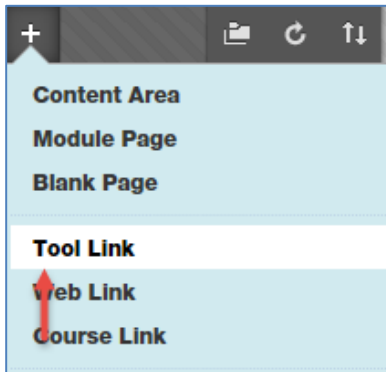 Content Area
Module Page
Blank Page
Tool Link
Web Link
Course Link